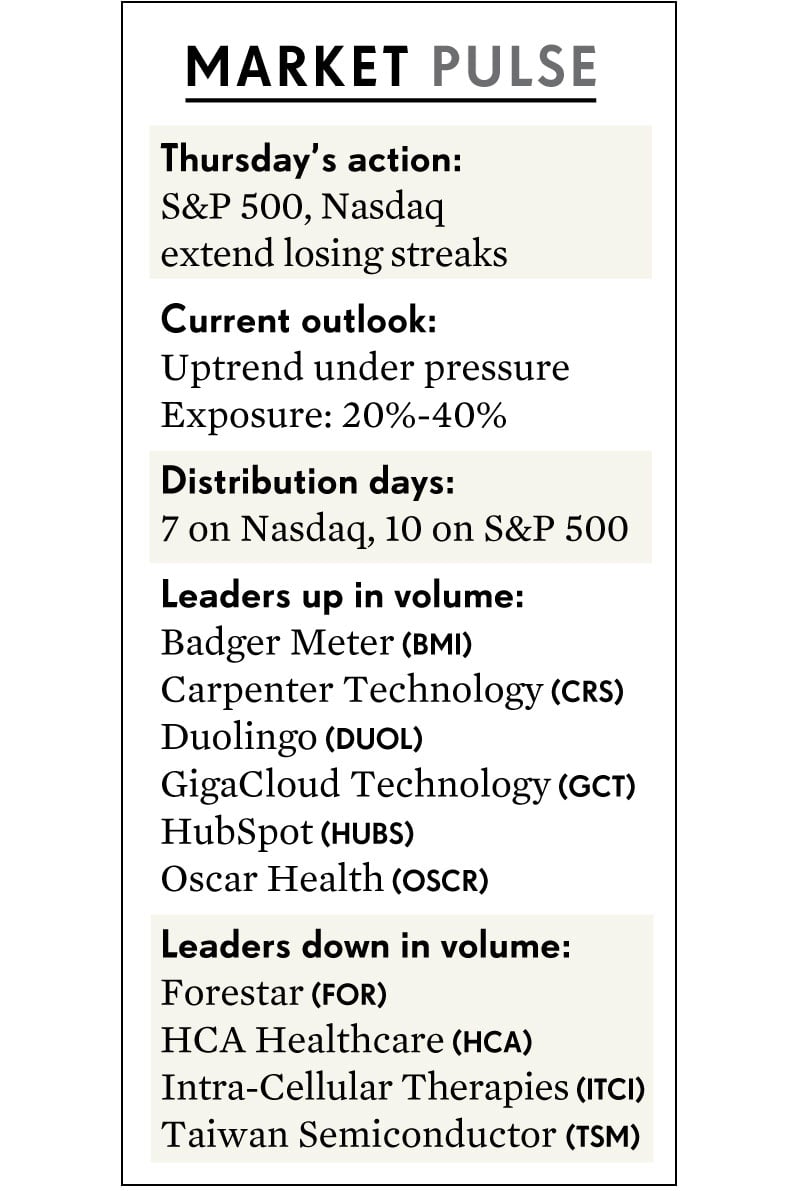 MARKET PULSE
Thursday’s action:
S&P 500, Nasdaq
extend losing streaks
Current outlook:
Uptrend under pressure
Exposure: 20%-40%
Distribution days:
7 on Nasdaq, 10 on S&P 500
Leaders up in volume:
Badger Meter (BMI)
Carpenter Technology (CRS)
Duolingo (DUOL)
GigaCloud Technology (GCT)
HubSpot (HUBS)
Oscar Health (OSCR)
Leaders down in volume:
Forestar (FOR)
HCA Healthcare (HCA)
Intra-Cellular Therapies (ITCI)
Taiwan Semiconductor (TSM)